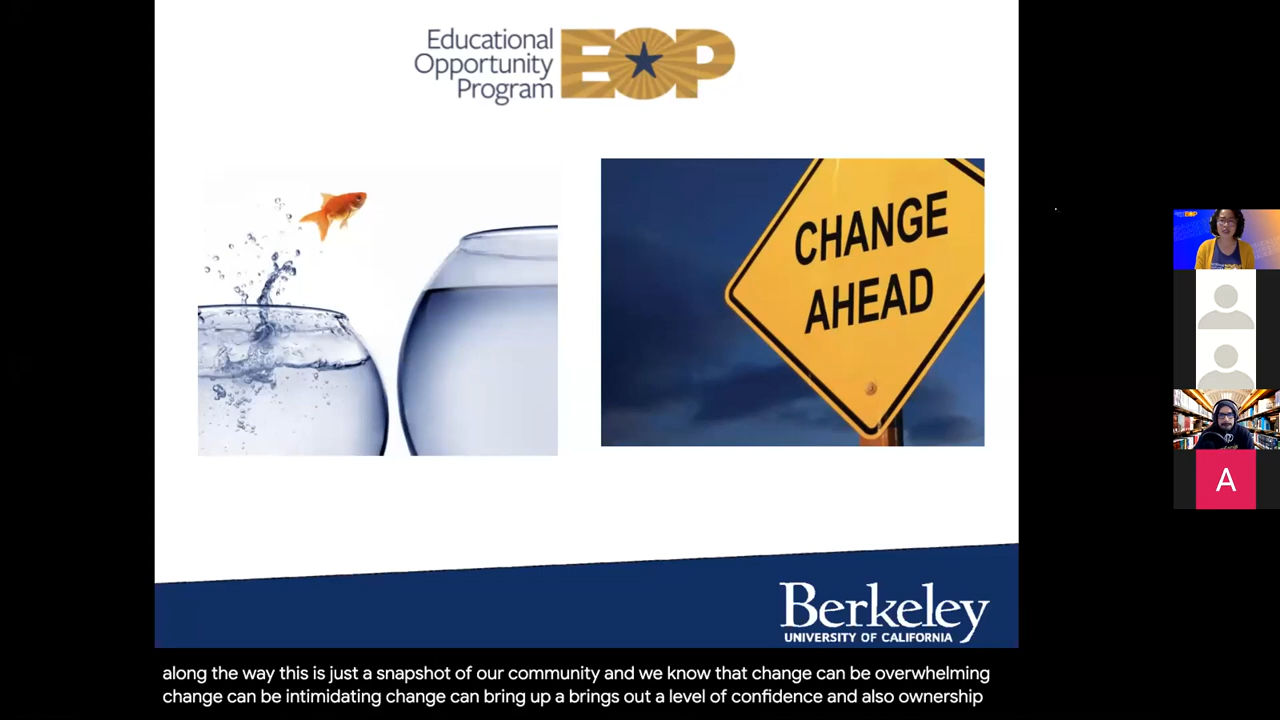 Educational
Opportunity
Program
EOP
CHANGE
AHEAD
Berkeley
UNIVERSITY OF CALIFORNIA
A
along the way this is just a snapshot of our community and we know that change can be overwhelming
change can be intimidating change can bring up a brings out a level of confidence and also ownership